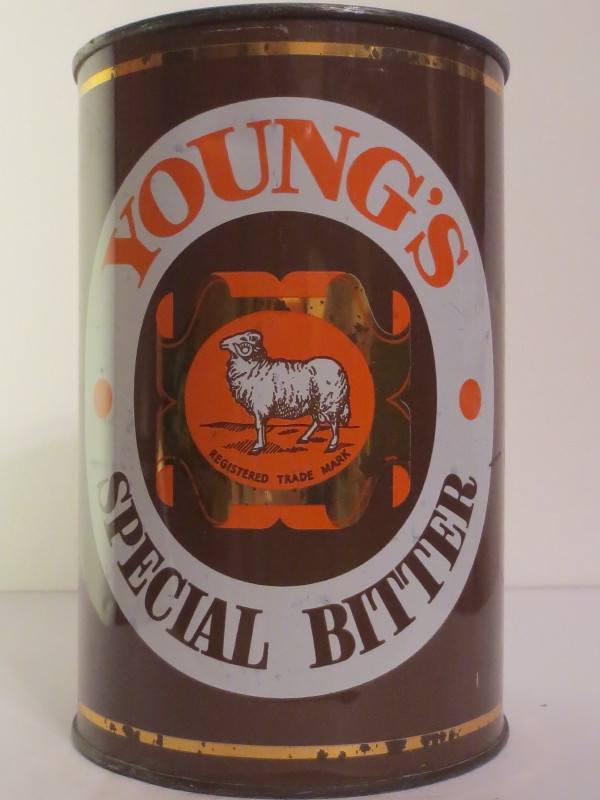 YOUNG'S
REGISTERED TRADE MARK
SPECIAL BITTER